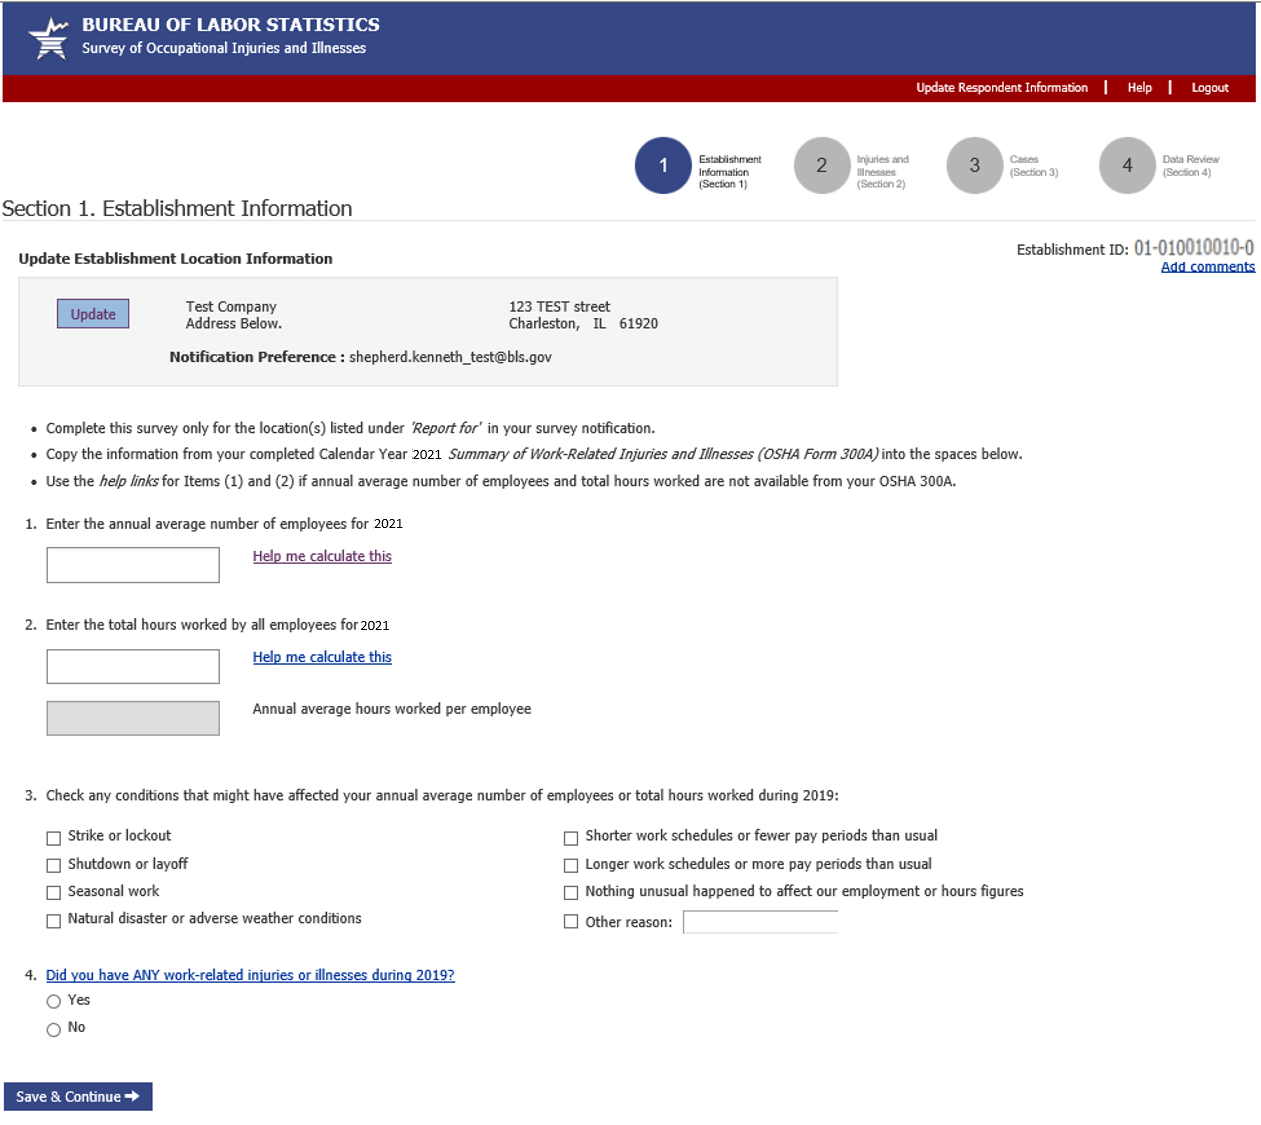 BUREAU OF LABOR STATISTICS
Survey of Occupational Injuries and Illnesses
Update Respondent Information | Help | Logout
1 Establishment Information (Section 1)
2 Injuries and Illnesses (Section 2)
3 Cases (Section 3)
4 Data Review (Section 4)
Section 1. Establishment Information
Establishment ID: 01-010010010-0
Add comments
Update Establishment Location Information
Update
Test Company
Address Below.
123 TEST street
Charleston, IL 61920
Notification Preference : shepherd.kenneth_test@bls.gov
• Complete this survey only for the location(s) listed under 'Report for' in your survey notification.
• Copy the information from your completed Calendar Year 2021 Summary of Work-Related Injuries and Illnesses (OSHA Form 300A) into the spaces below.
• Use the help links for Items (1) and (2) if annual average number of employees and total hours worked are not available from your OSHA 300A.
1. Enter the annual average number of employees for 2021
Help me calculate this
2. Enter the total hours worked by all employees for 2021
Help me calculate this
Annual average hours worked per employee
3. Check any conditions that might have affected your annual average number of employees or total hours worked during 2019:
Strike or lockout
Shutdown or layoff
Seasonal work
Natural disaster or adverse weather conditions
Shorter work schedules or fewer pay periods than usual
Longer work schedules or more pay periods than usual
Nothing unusual happened to affect our employment or hours figures
Other reason:
4. Did you have ANY work-related injuries or illnesses during 2019?
Yes
No
Save & Continue